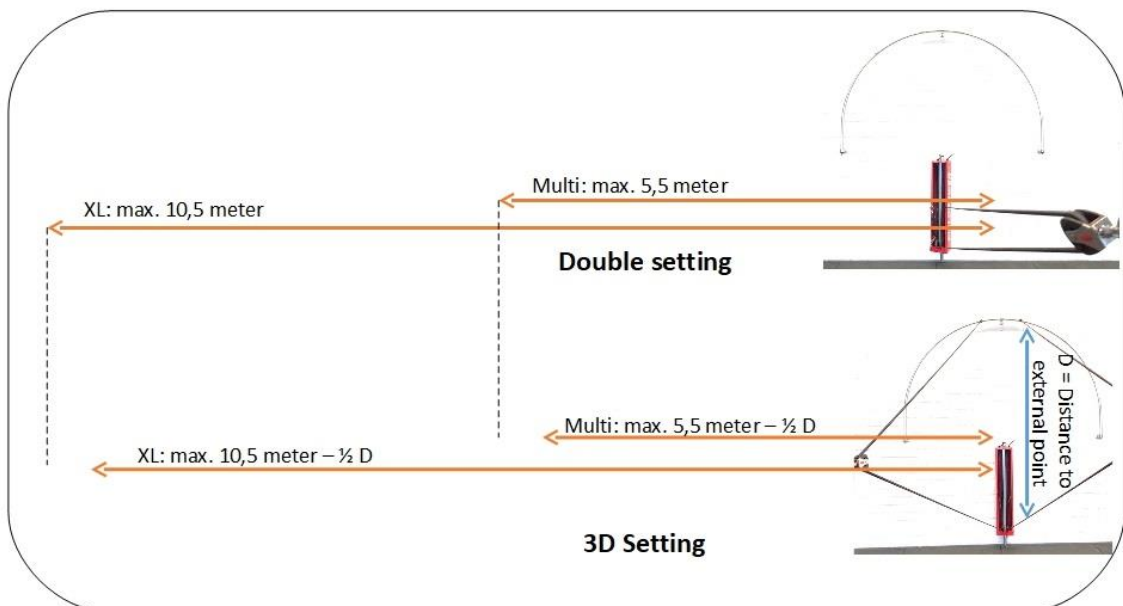 Multi: max. 5,5 meter
XL: max. 10,5 meter
Double setting
D = Distance to
external point
Multi: max. 5,5 meter – ½ D
XL: max. 10,5 meter – ½ D
3D Setting